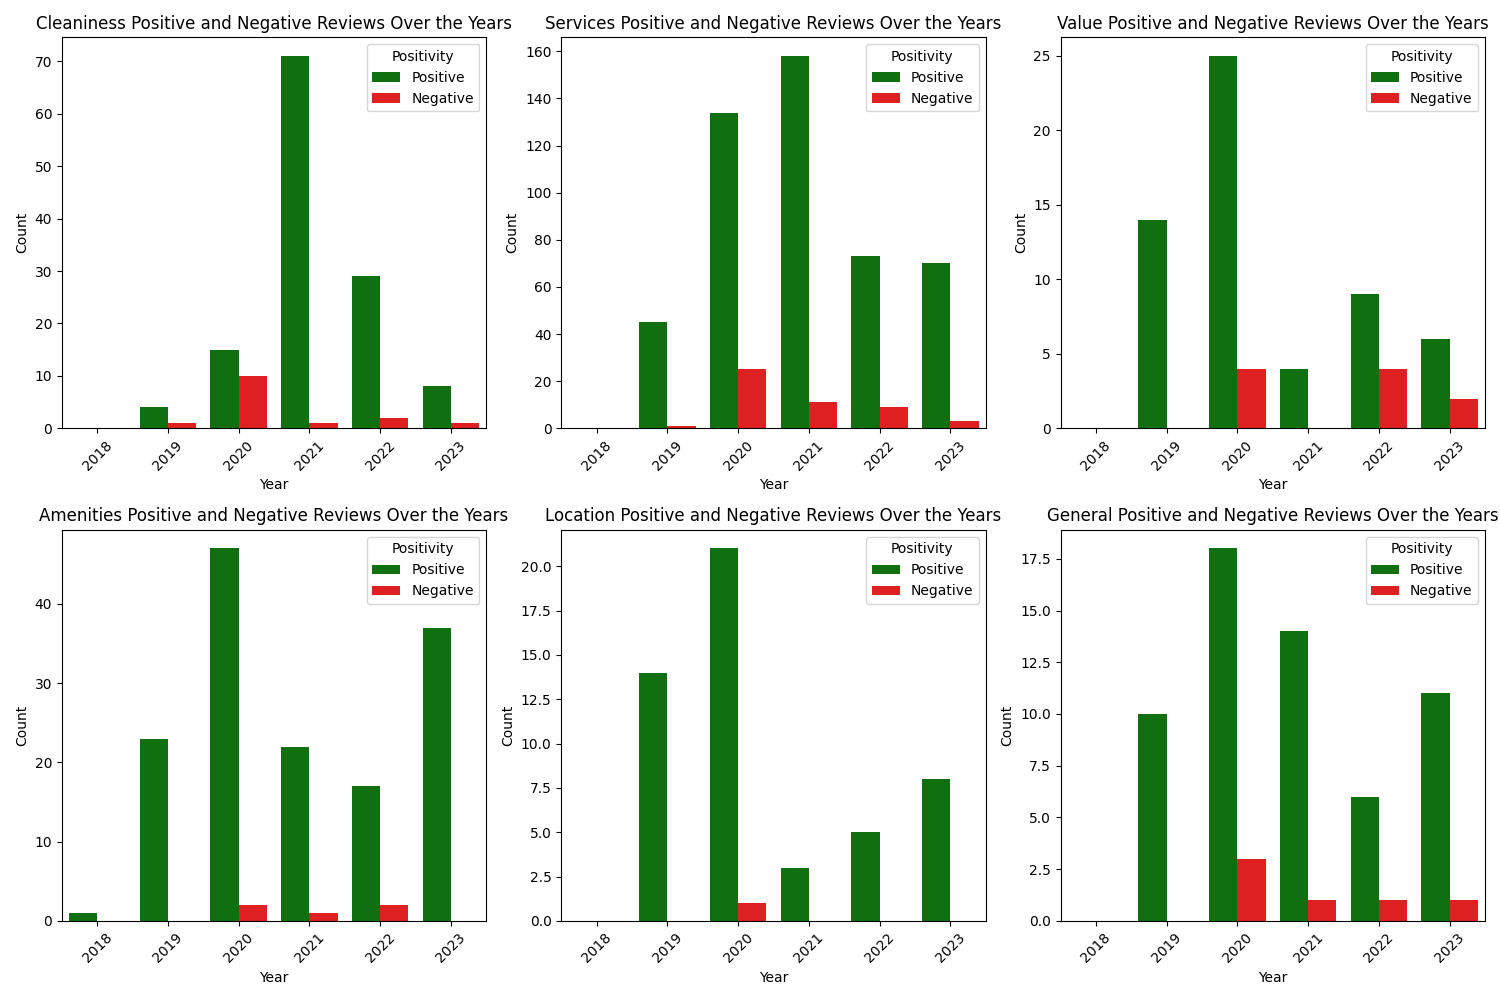 Cleaniness Positive and Negative Reviews Over the Years
Positivity
Positive
Negative
70
60
50
40
30
20
10
0
Count
2018
2019
2020
2021
2022
2023
Year
Services Positive and Negative Reviews Over the Years
Positivity
Positive
Negative
160
140
120
100
80
60
40
20
0
Count
2018
2019
2020
2021
2022
2023
Year
Value Positive and Negative Reviews Over the Years
Positivity
Positive
Negative
25
20
15
10
5
0
Count
2018
2019
2020
2021
2022
2023
Year
Amenities Positive and Negative Reviews Over the Years
Positivity
Positive
Negative
40
30
20
10
0
Count
2018
2019
2020
2021
2022
2023
Year
Location Positive and Negative Reviews Over the Years
Positivity
Positive
Negative
20.0
17.5
15.0
12.5
10.0
7.5
5.0
2.5
0.0
Count
2018
2019
2020
2021
2022
2023
Year
General Positive and Negative Reviews Over the Years
Positivity
Positive
Negative
17.5
15.0
12.5
10.0
7.5
5.0
2.5
0.0
Count
2018
2019
2020
2021
2022
2023
Year